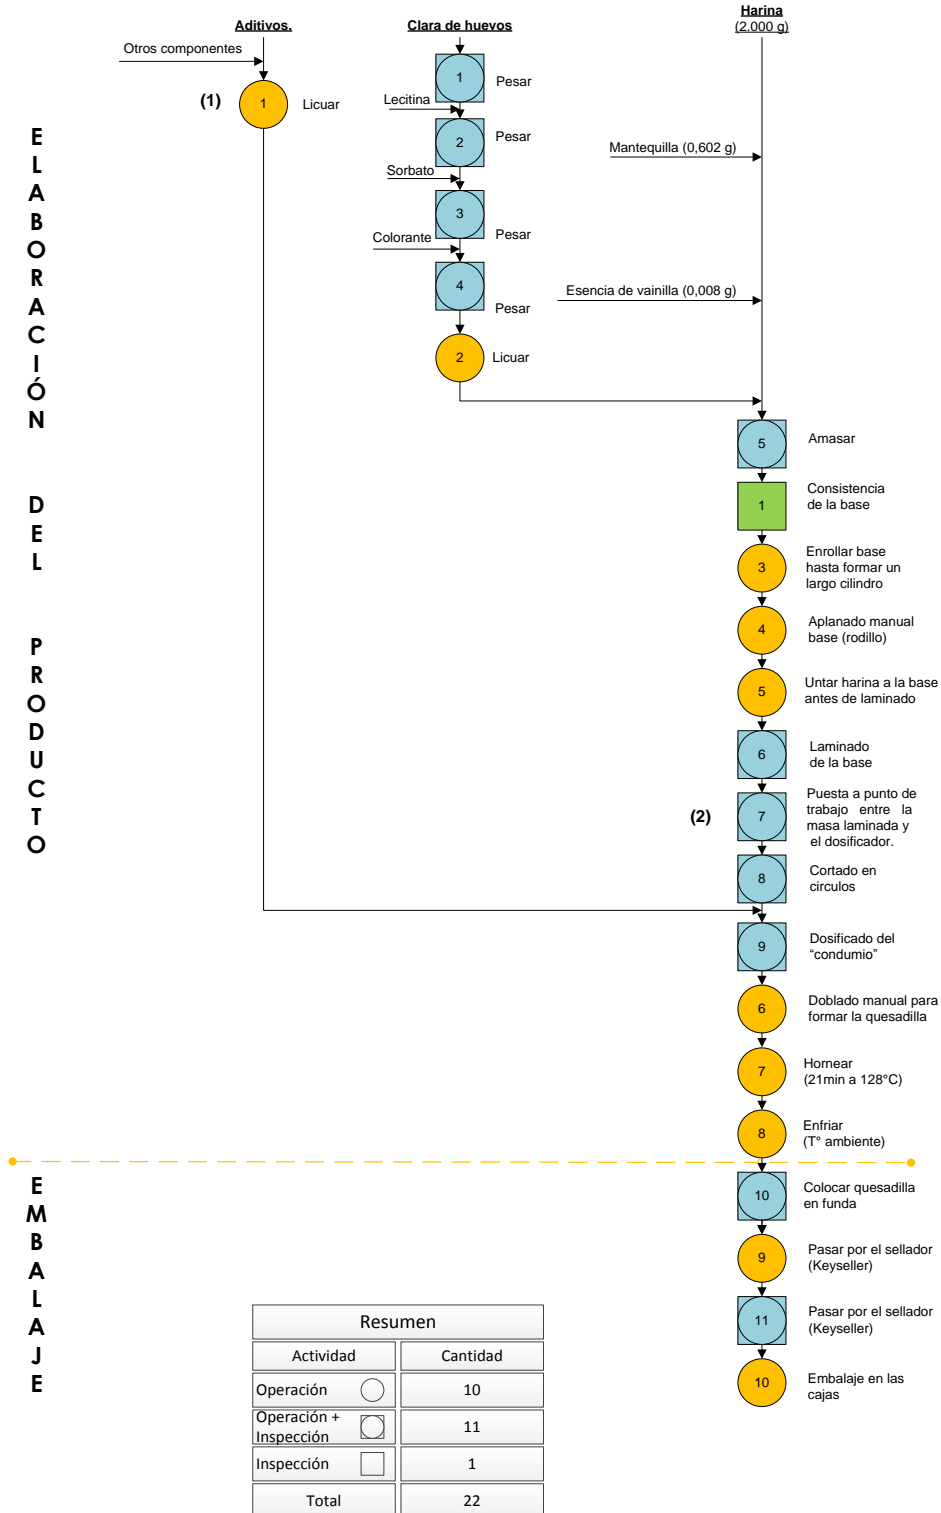 Aditivos.
Clara de huevos
Harina
(2.000 g)
Otros componentes
(1)
1
Licuar
1
Pesar
Lecitina
2
Pesar
Sorbato
3
Pesar
Colorante
4
Pesar
2
Licuar
Mantequilla (0,602 g)
Esencia de vainilla (0,008 g)
ELABORACIÓN
DEL
PRODUCTO
5
Amasar
1
Consistencia
de la base
3
Enrollar base
hasta formar un
largo cilindro
4
Aplanado manual
base (rodillo)
5
Untar harina a la base
antes de laminado
6
Laminado
de la base
(2)
7
Puesta a punto de
trabajo entre la
masa laminada y
el dosificador.
8
Cortado en
circulos
9
Dosificado del
“condumio”
6
Doblado manual para
formar la quesadilla
7
Hornear
(21min a 128°C)
8
Enfriar
(T° ambiente)
EMBALAJE
10
Colocar quesadilla
en funda
9
Pasar por el sellador
(Keyseller)
11
Pasar por el sellador
(Keyseller)
10
Embalaje en las
cajas
Resumen
Actividad Cantidad
Operación 10
Operación +
Inspección 11
Inspección 1
Total 22